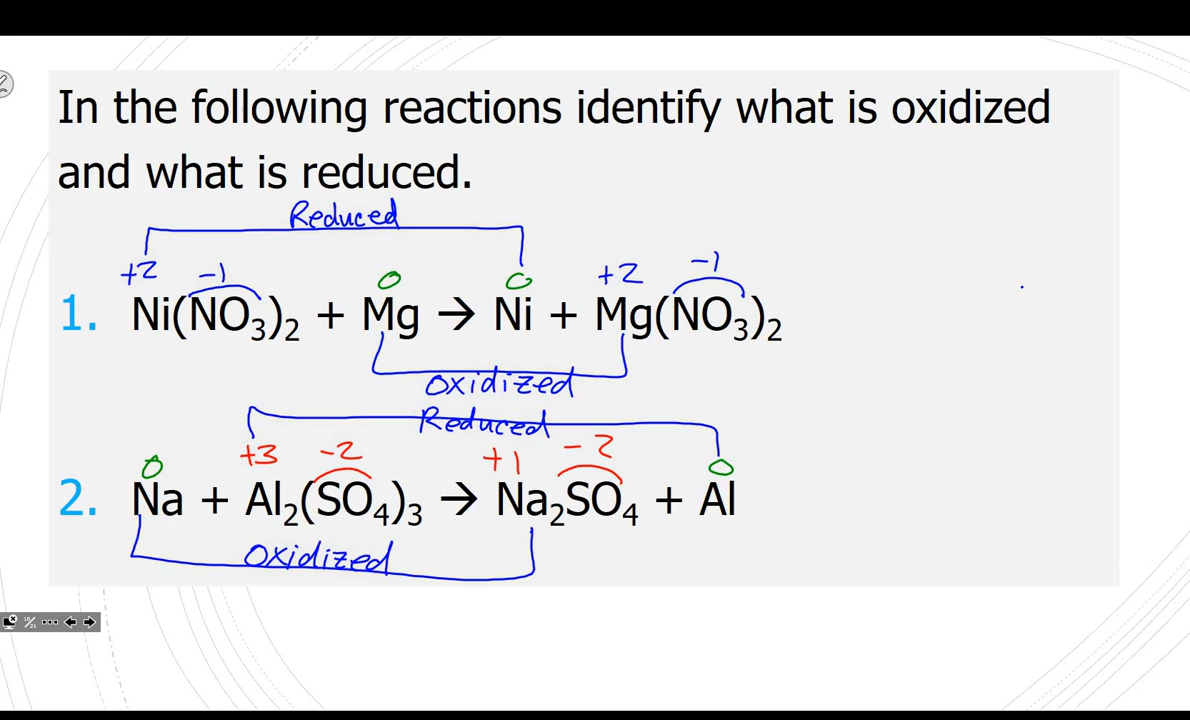 In the following reactions identify what is oxidized
and what is reduced.
Reduced
+2 -1 0 0 +2 -1
1. Ni(NO₃)₂ + Mg → Ni + Mg(NO₃)₂
Oxidized
Reduced
0 +3 -2 +1 -2 0
2. Na + Al₂(SO₄)₃ → Na₂SO₄ + Al
Oxidized
18/21